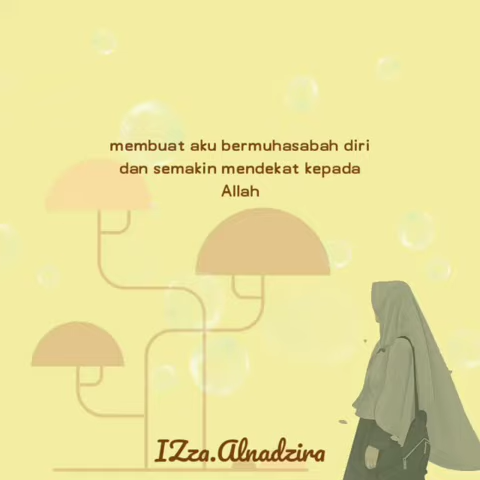 membuat aku bermuhasabah diri
dan semakin mendekat kepada
Allah
IZza.Alnadzira